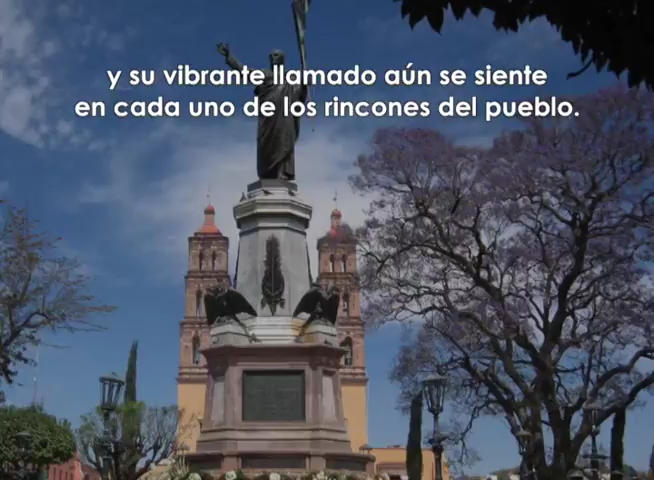 y su vibrante llamado aún se siente
en cada uno de los rincones del pueblo.